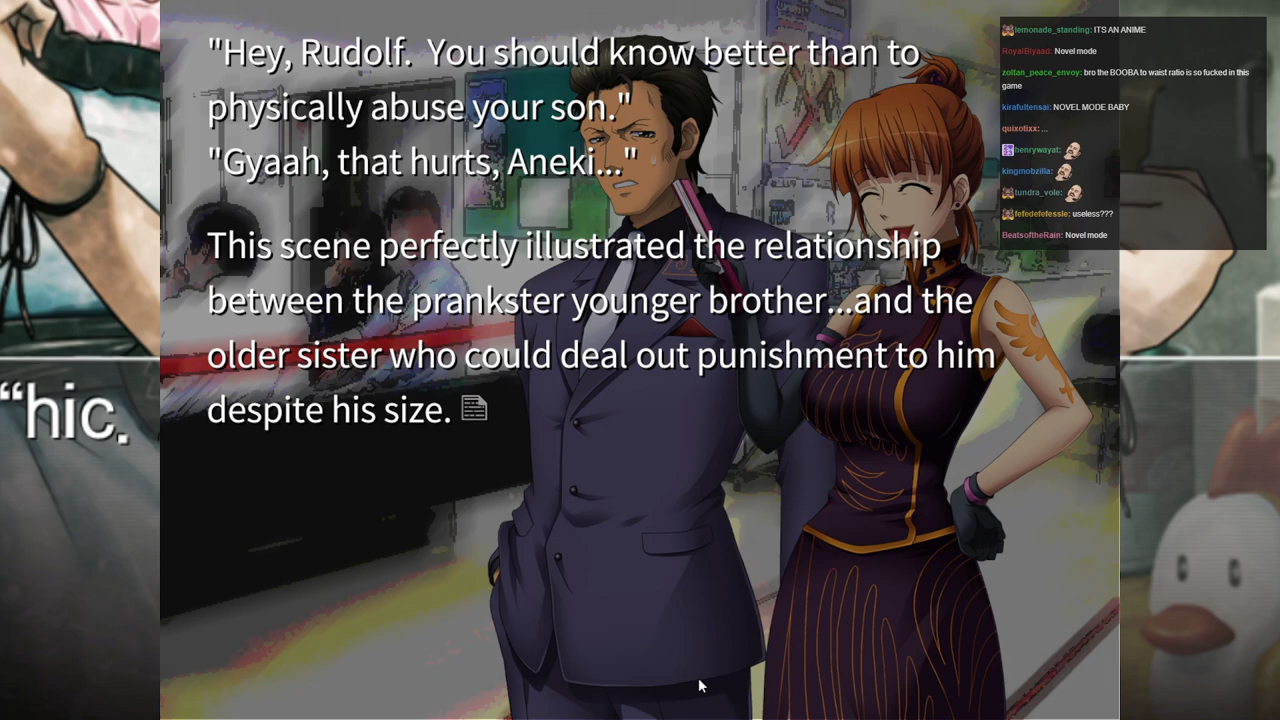 "Hey, Rudolf.  You should know better than to
physically abuse your son."
"Gyaah, that hurts, Aneki..."
This scene perfectly illustrated the relationship
between the prankster younger brother...and the
older sister who could deal out punishment to him
despite his size.
“hic.
lemonade_standing: ITS AN ANIME
RoyalBlyaad: Novel mode
zoltan_peace_envoy: bro the BOOBA to waist ratio is so fucked in this
game
kirafultensai: NOVEL MODE BABY
quixotixx: ...
henrywayat:
kingmobzilla:
tundra_vole:
fefedefefessle: useless???
BeatsoftheRain: Novel mode